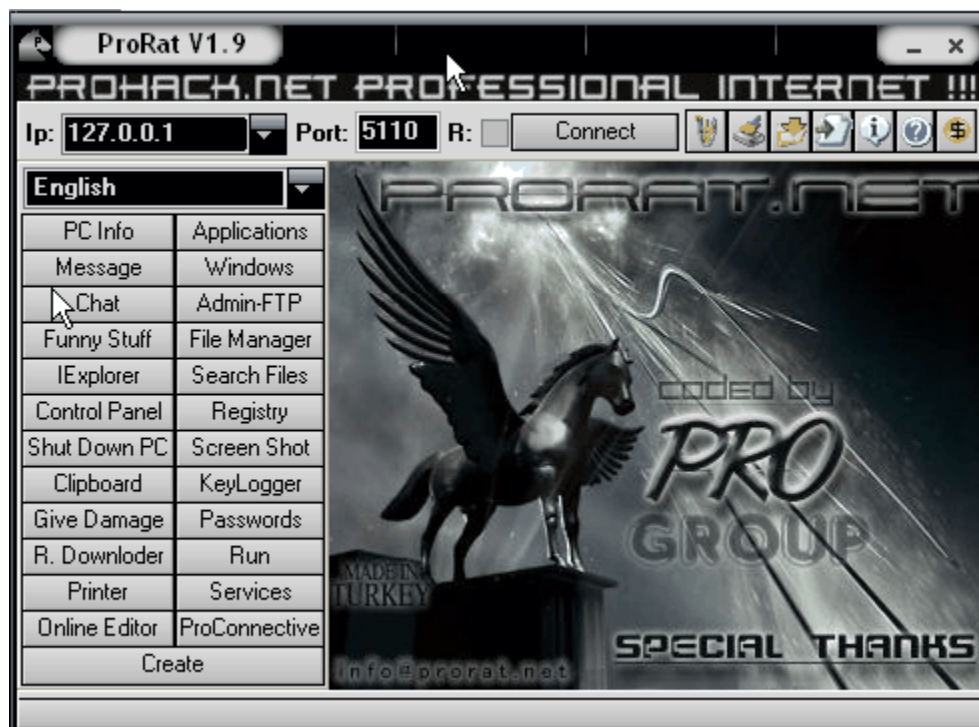 ProRat V1.9
PROHACK.NET PROFESSIONAL INTERNET !!!
Ip: 127.0.0.1 Port: 5110 R: Connect
English
PRORAT.NET
PC Info Applications
Message Windows
Chat Admin-FTP
Funny Stuff File Manager
IExplorer Search Files
Control Panel Registry
Shut Down PC Screen Shot
Clipboard KeyLogger
Give Damage Passwords
R. Downloder Run
Printer Services
Online Editor ProConnective
Create
coded by
PRO
GROUP
MADE IN
TURKEY
SPECIAL THANKS
info@prorat.net